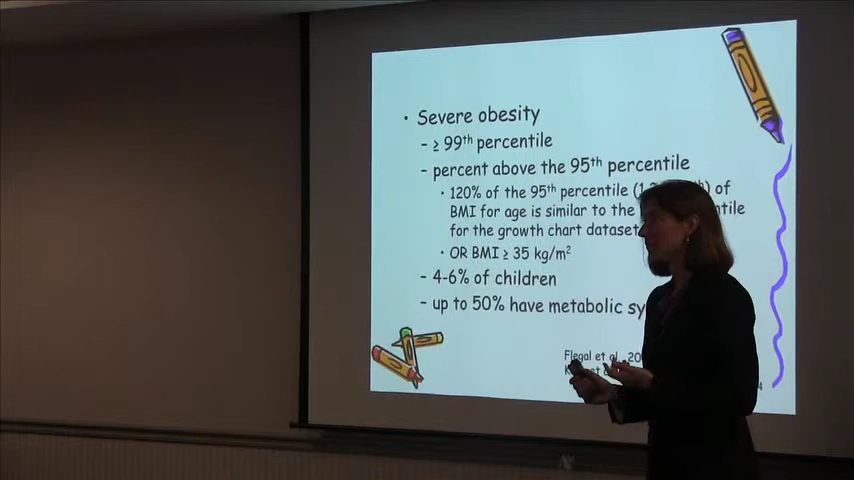 • Severe obesity
- ≥ 99th percentile
- percent above the 95th percentile
• 120% of the 95th percentile of
BMI for age is similar to the
for the growth chart dataset
• OR BMI ≥ 35 kg/m²
- 4-6% of children
- up to 50% have metabolic
Flegal et al